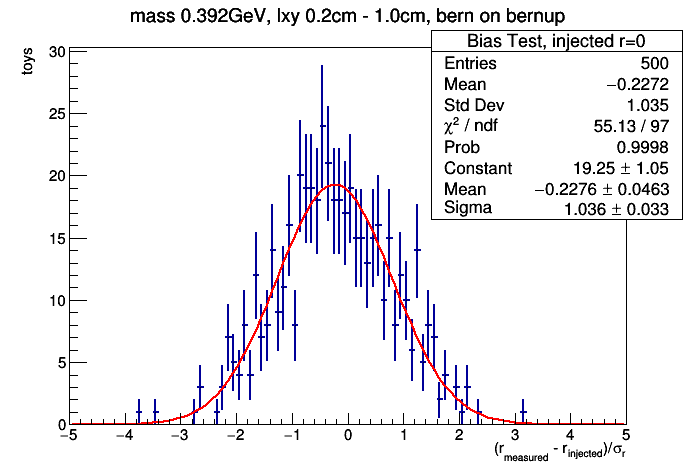 mass 0.392GeV, lxy 0.2cm - 1.0cm, bern on bernup
Bias Test, injected r=0
Entries 500
Mean −0.2272
Std Dev 1.035
χ² / ndf 55.13 / 97
Prob 0.9998
Constant 19.25 ± 1.05
Mean −0.2276 ± 0.0463
Sigma 1.036 ± 0.033
toys
30
25
20
15
10
5
0
−5 −4 −3 −2 −1 0 1 2 3 4 5
(r_measured - r_injected)/σ_r